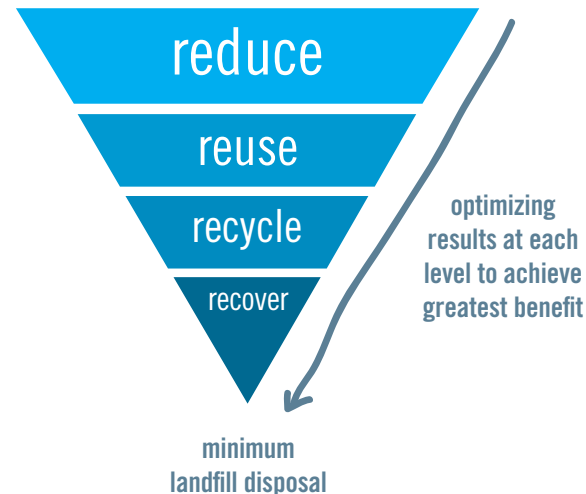 reduce
reuse
recycle
recover
optimizing
results at each
level to achieve
greatest benefit
minimum
landfill disposal